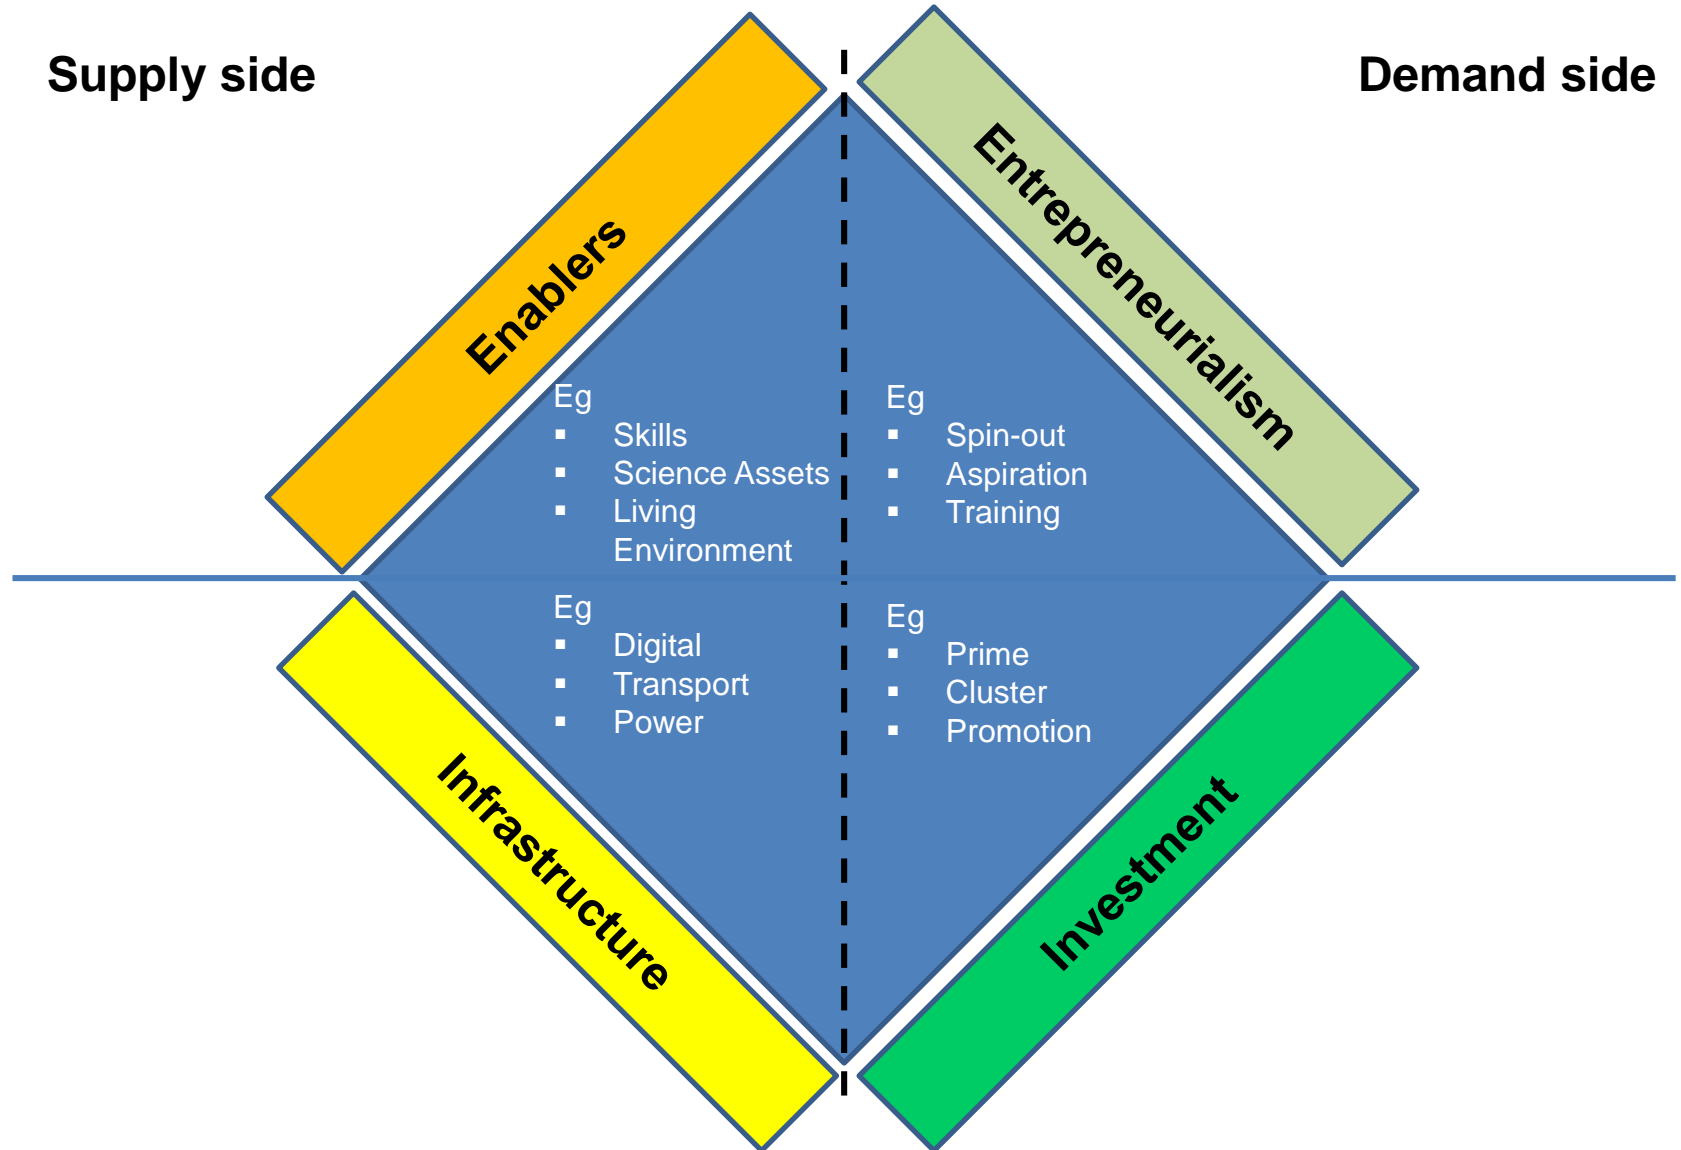 Supply side
Demand side
Enablers
Entrepreneurialism
Eg
▪ Skills
▪ Science Assets
▪ Living
Environment
Eg
▪ Spin-out
▪ Aspiration
▪ Training
Eg
▪ Digital
▪ Transport
▪ Power
Eg
▪ Prime
▪ Cluster
▪ Promotion
Infrastructure
Investment